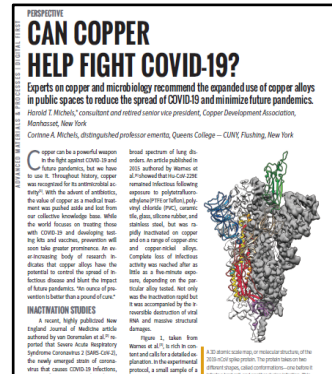 PERSPECTIVE
CAN COPPER
HELP FIGHT COVID-19?
Experts on copper and microbiology recommend the expanded use of copper alloys
in public spaces to reduce the spread of COVID-19 and minimize future pandemics.
Harold T. Michels,* consultant and retired senior vice president, Copper Development Association,
Manhasset, New York
Corinne A. Michels, distinguished professor emerita, Queens College — CUNY, Flushing, New York
ADVANCED MATERIALS & PROCESSES | DIGITAL FIRST
Copper can be a powerful weapon
in the fight against COVID-19 and
future pandemics, but we have
to use it. Throughout history, copper
was recognized for its antimicrobial ac-
tivity. With the advent of antibiotics,
the value of copper as a medical treat-
ment was pushed aside and lost from
our collective knowledge base. While
the world focuses on treating those
with COVID-19 and developing test-
ing kits and vaccines, prevention will
soon take greater prominence. An ev-
er-increasing body of research in-
dicates that copper alloys have the
potential to control the spread of in-
fectious disease and blunt the impact
of future pandemics. "An ounce of pre-
vention is better than a pound of cure."
INACTIVATION STUDIES
A recent, highly publicized New
England Journal of Medicine article
authored by van Doremalen et al. re-
ported that Severe Acute Respiratory
Syndrome Coronavirus 2 (SARS-CoV-2),
the newly emerged strain of corona-
virus that causes COVID-19 infections,
broad spectrum of lung disor-
ders. An article published in
2015 authored by Warnes et
al. showed that Hu-CoV-229E
remained infectious following
exposure to polytetrafluoro-
ethylene (PTFE or Teflon), poly-
vinyl chloride (PVC), ceramic
tile, glass, silicone rubber, and
stainless steel, but was ra-
pidly inactivated on copper
and on a range of copper-zinc
and copper-nickel alloys.
Complete loss of infectious
activity was reached after as
little as a five-minute expo-
sure, depending on the par-
ticular alloy tested. Not only
was the inactivation rapid but
it was accompanied by the ir-
reversible destruction of viral
RNA and massive structural
damages.
Figure 1, taken from
Warnes et al., is rich in con-
tent and calls for a detailed ex-
planation. In the experimental
protocol, a small sample of a
A 3D atomic scale map, or molecular structure, of the
2019-nCoV spike protein. The protein takes on two
different shapes, called conformations—one before it